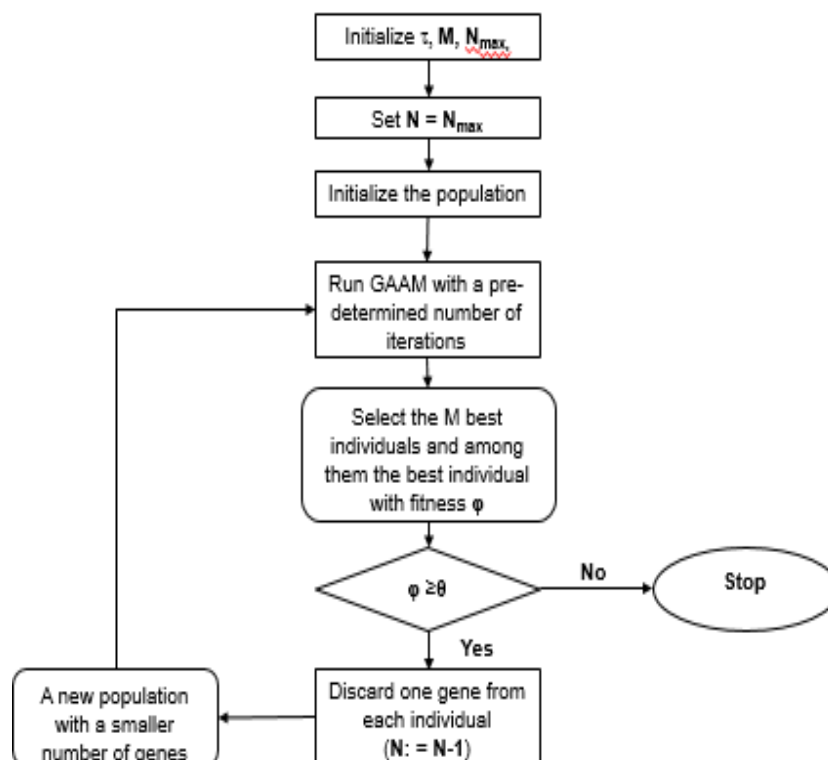 Initialize τ, M, Nmax,
Set N = Nmax
Initialize the population
Run GAAM with a pre-
determined number of
iterations
Select the M best
individuals and among
them the best individual
with fitness φ
φ ≥θ
No
Stop
Yes
Discard one gene from
each individual
(N: = N-1)
A new population
with a smaller
number of genes